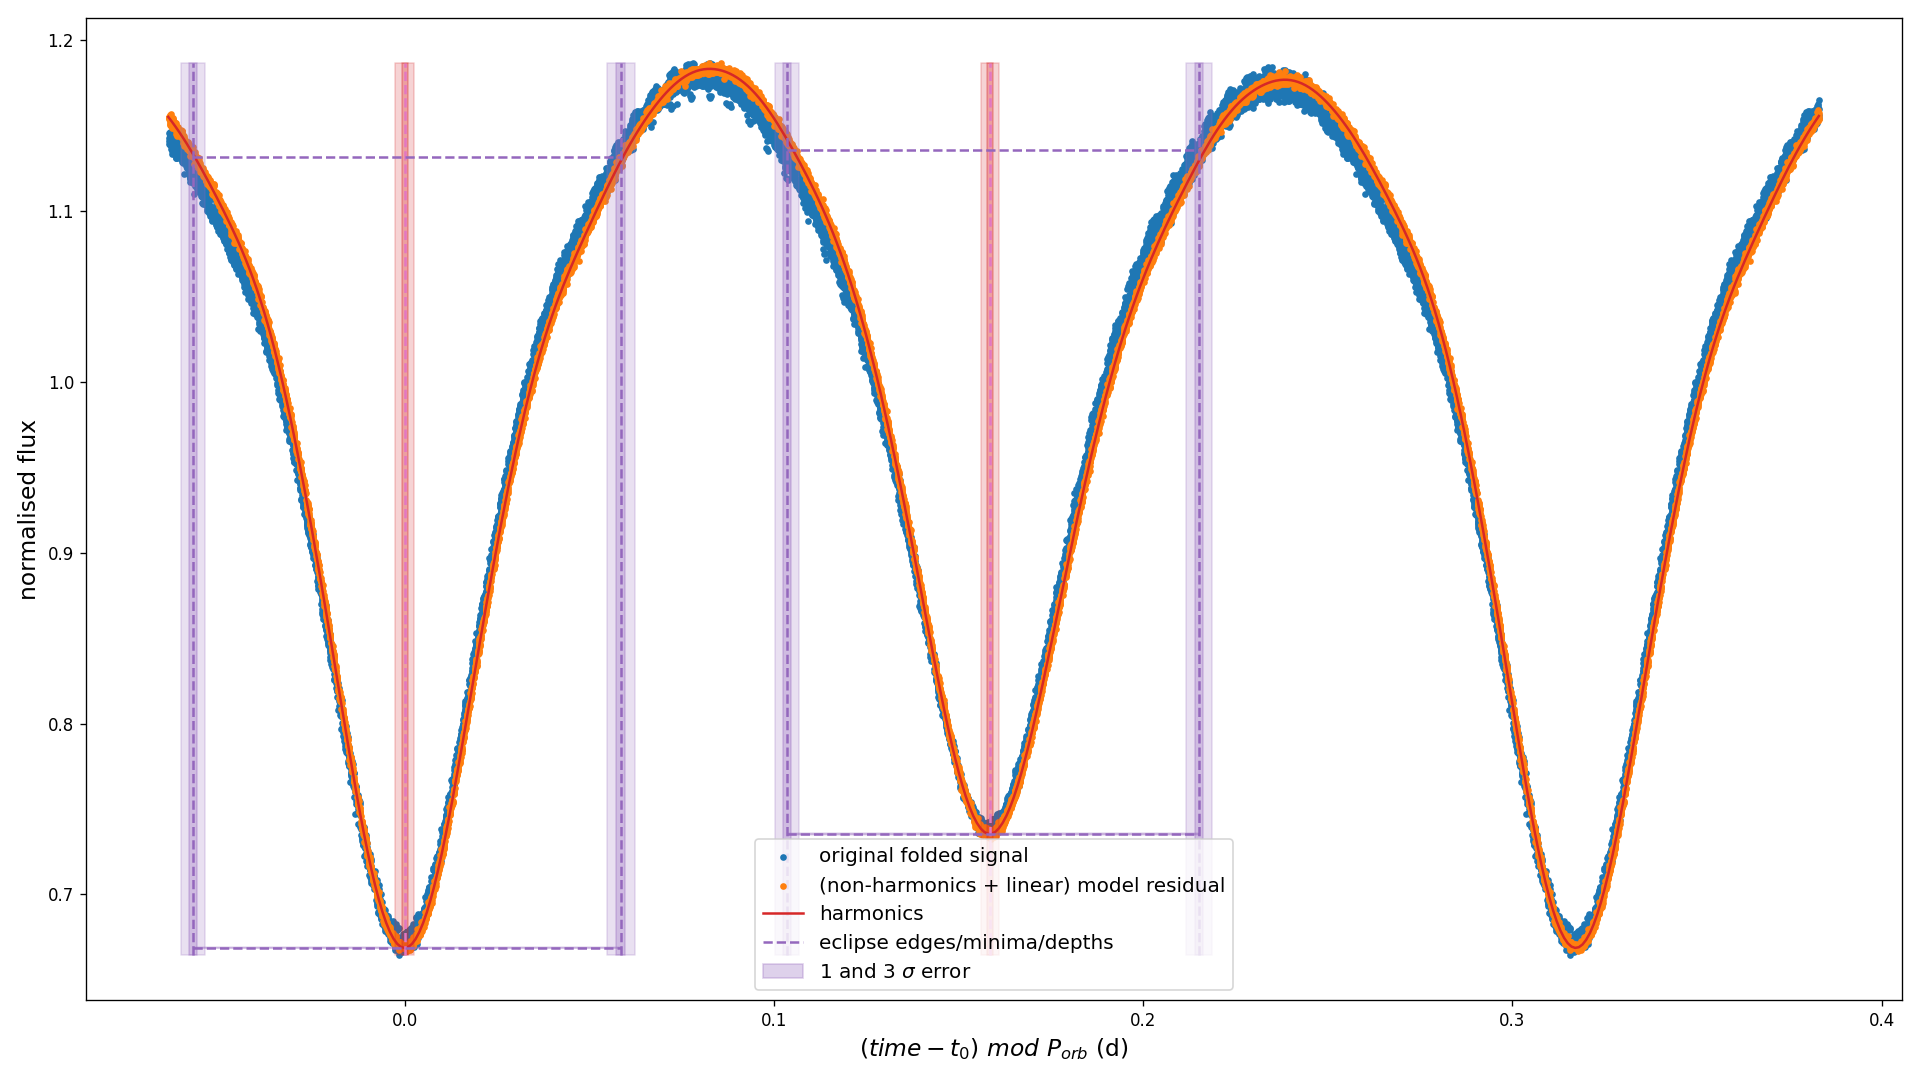 1.2
1.1
1.0
0.9
0.8
0.7
normalised flux
original folded signal
(non-harmonics + linear) model residual
harmonics
eclipse edges/minima/depths
1 and 3 σ error
0.0 0.1 0.2 0.3 0.4
(time − t₀) mod Pₒᵣb (d)